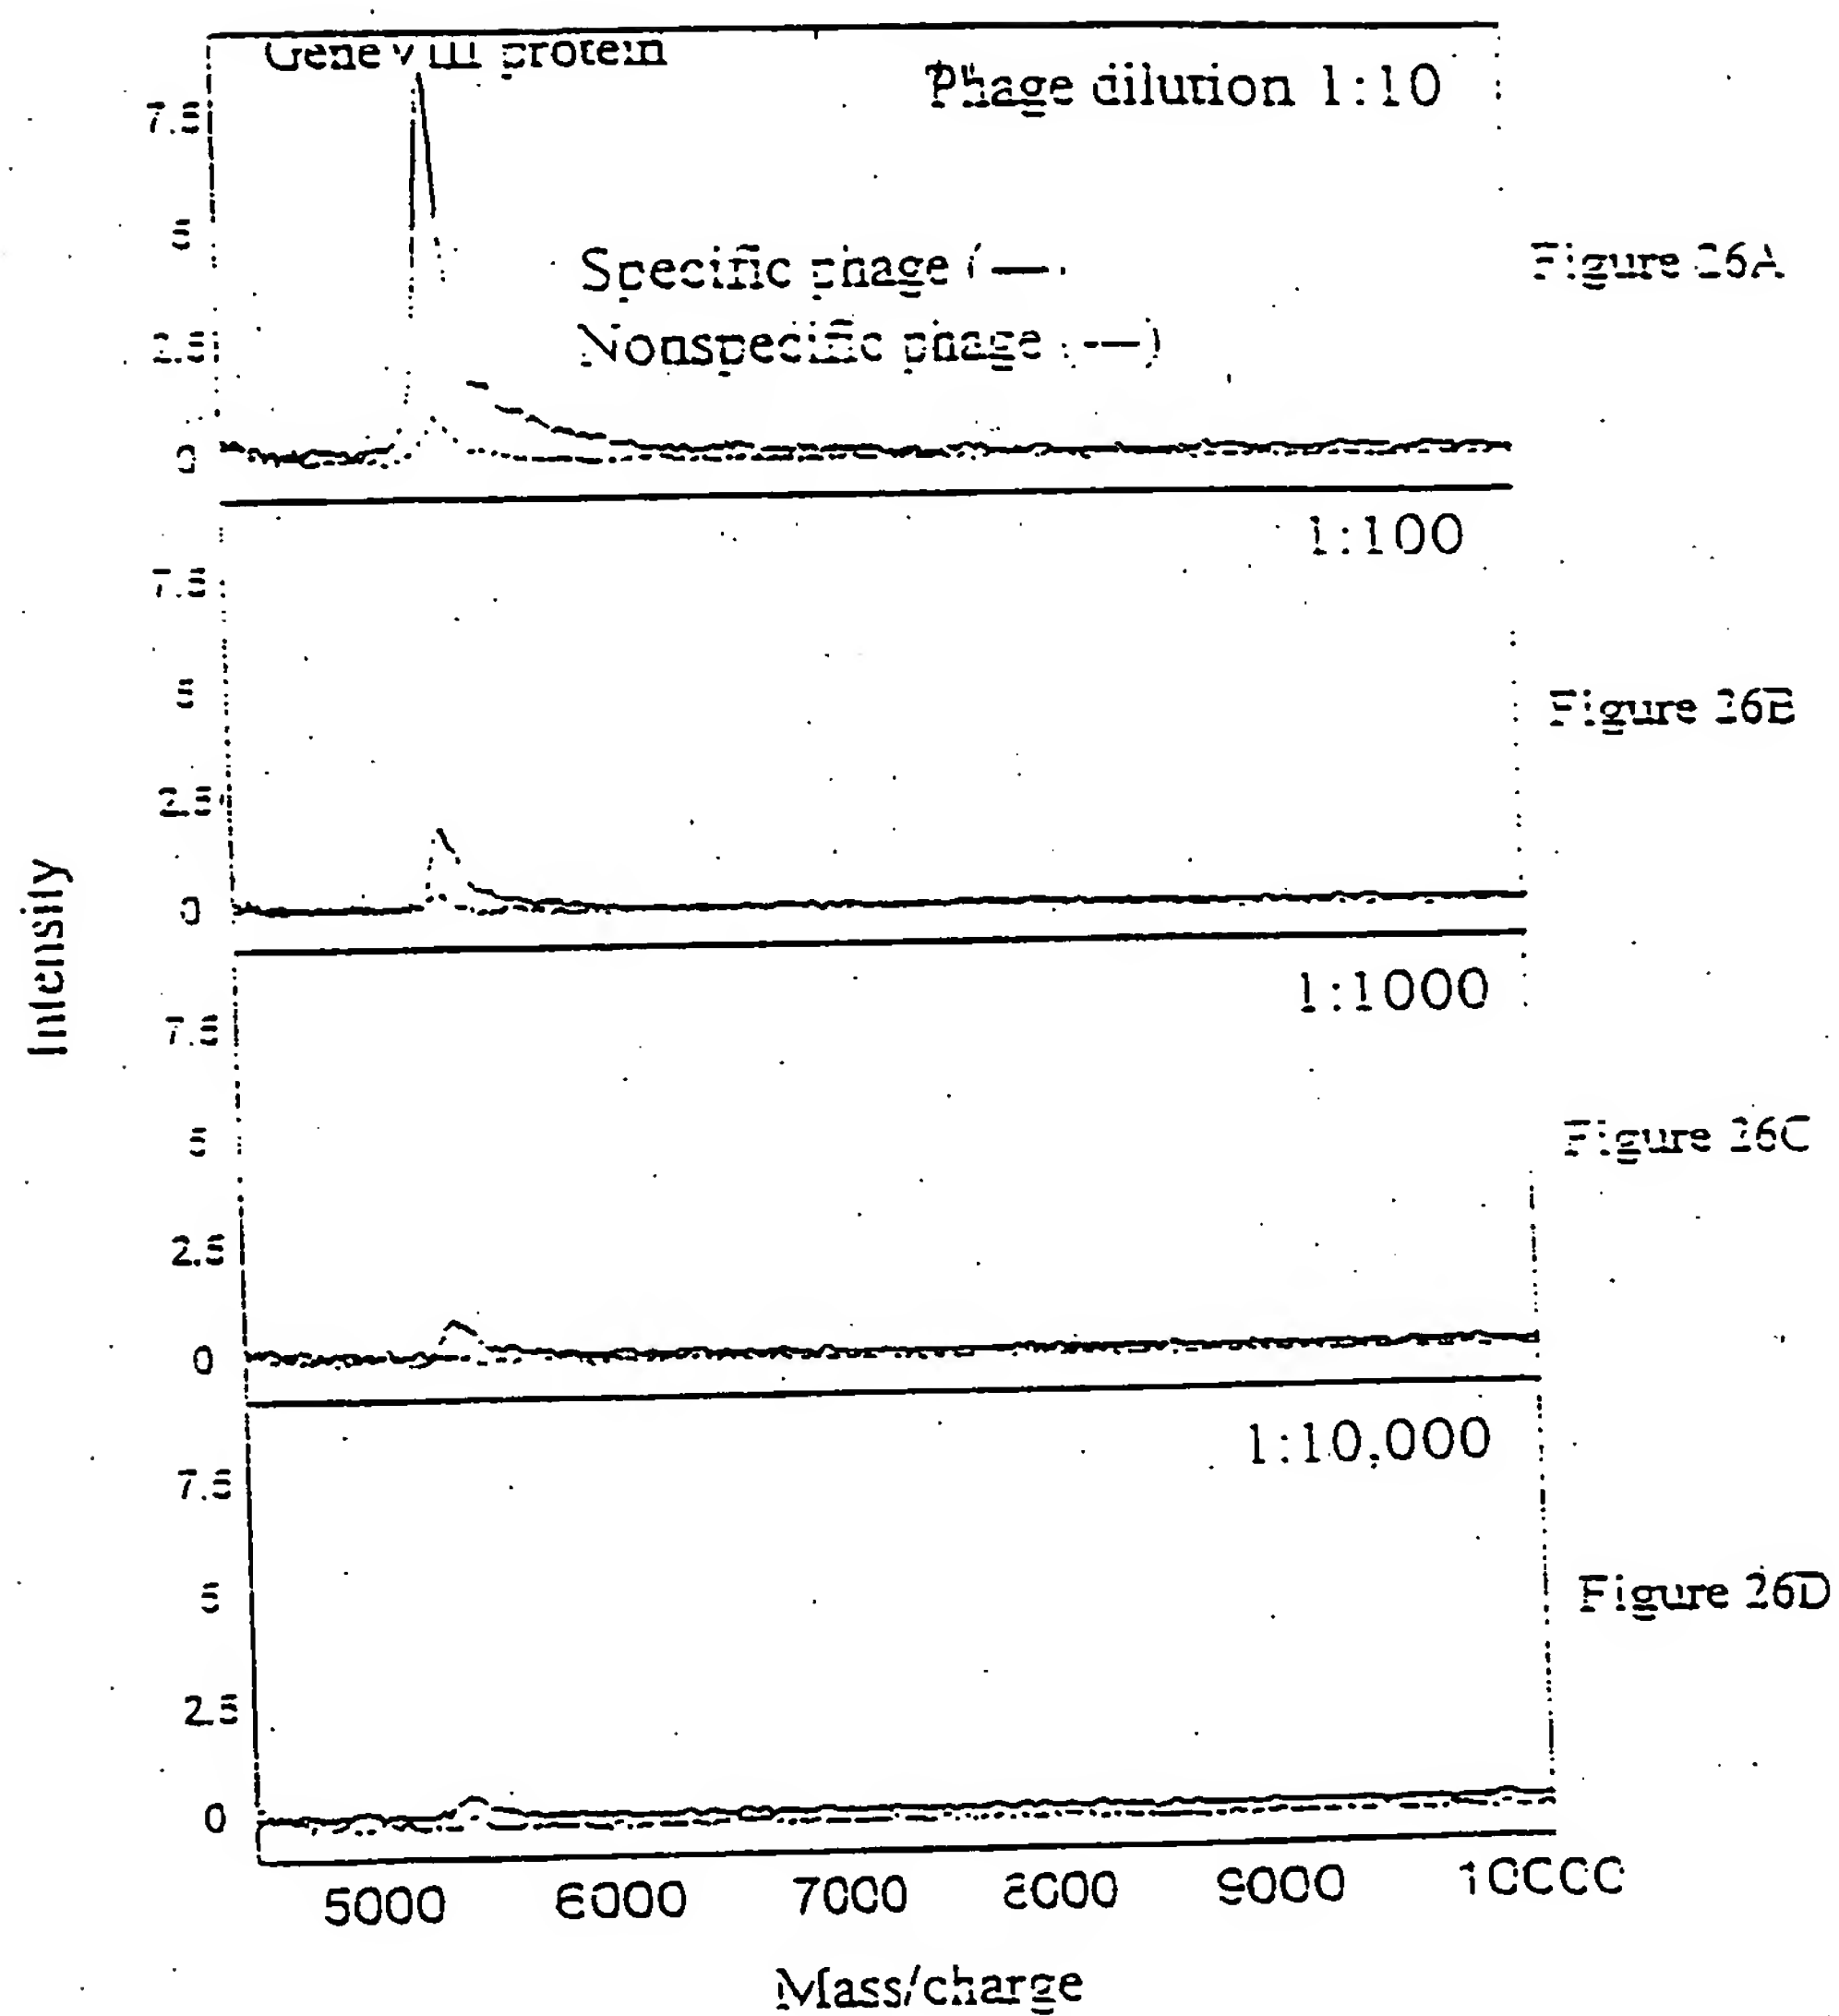 Gene VIII protein
Phage dilution 1:10
7.5
5
Specific phage (—
Figure 26A
2.5
Nonspecific phage (--—)
0
1:100
7.5
5
Figure 26B
2.5
0
Intensity
1:1000
7.5
5
Figure 26C
2.5
0
1:10,000
7.5
5
Figure 26D
2.5
0
5000 6000 7000 8000 9000 10000
Mass/charge